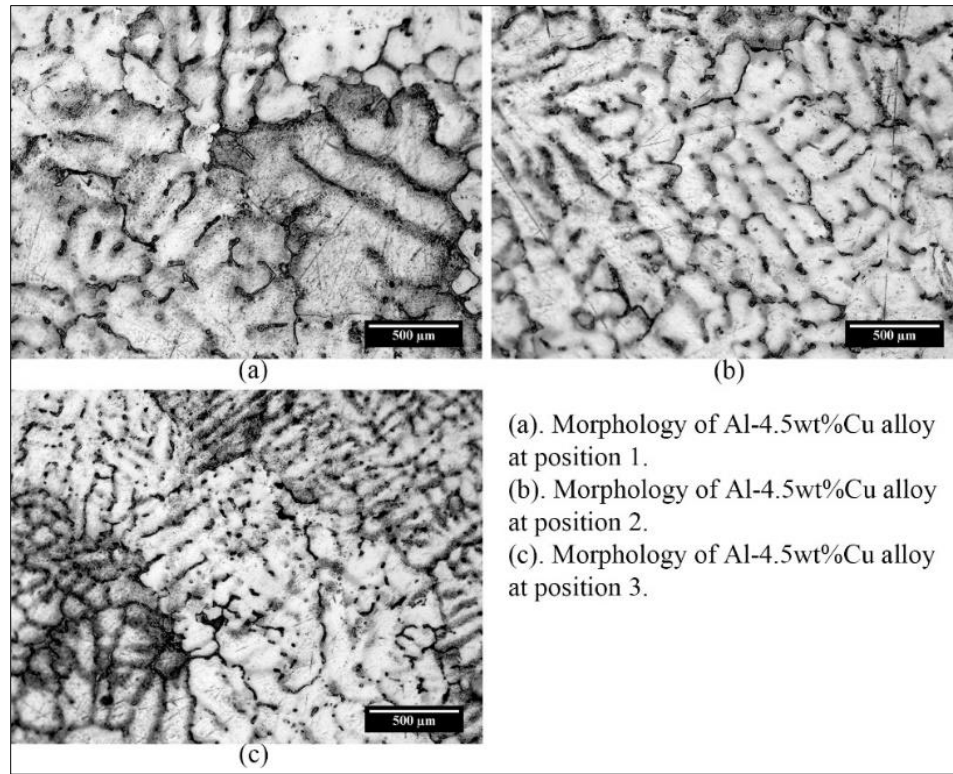 500 µm
500 µm
(a)
(b)
500 µm
(c)
(a). Morphology of Al-4.5wt%Cu alloy
at position 1.
(b). Morphology of Al-4.5wt%Cu alloy
at position 2.
(c). Morphology of Al-4.5wt%Cu alloy
at position 3.